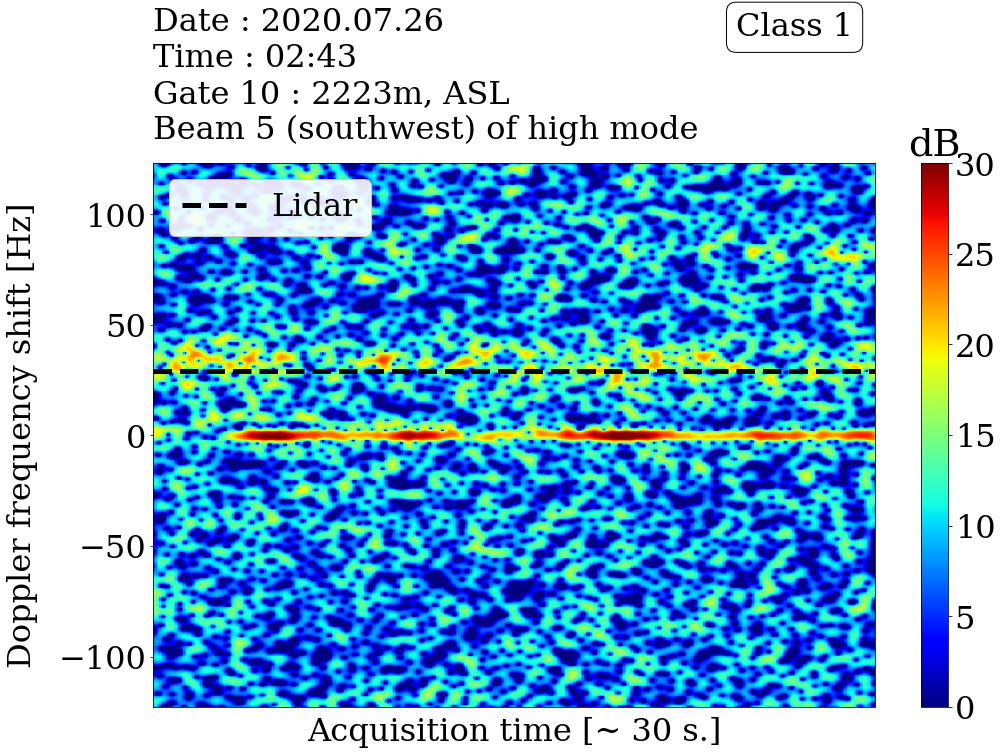 Date : 2020.07.26
Time : 02:43
Gate 10 : 2223m, ASL
Beam 5 (southwest) of high mode
Class 1
dB
Lidar
Doppler frequency shift [Hz]
100
50
0
−50
−100
30
25
20
15
10
5
0
Acquisition time [~ 30 s.]